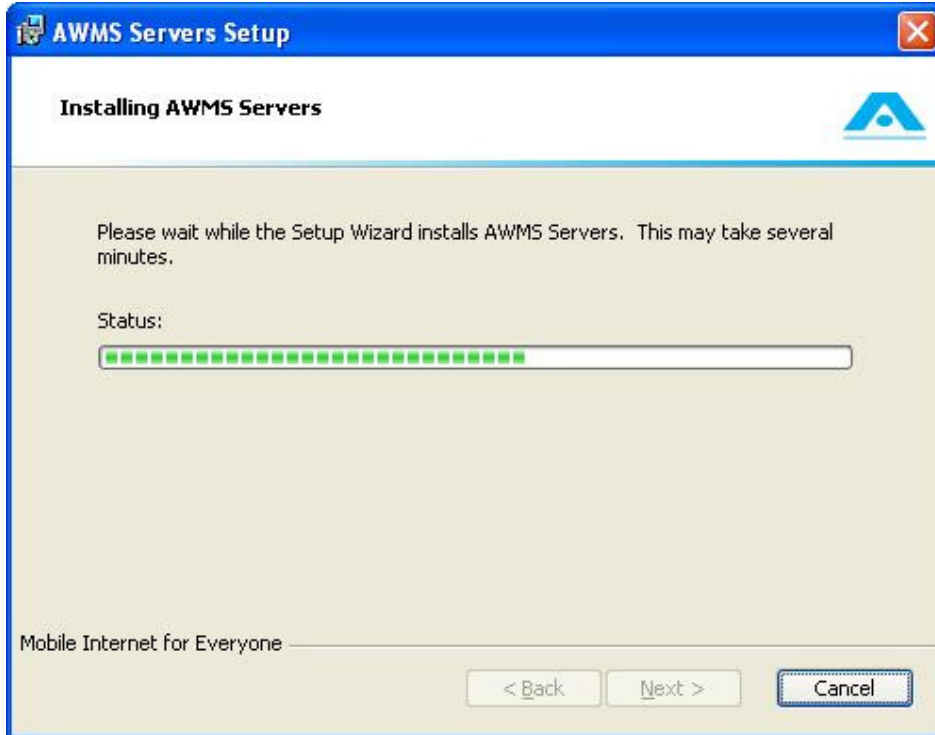 AWMS Servers Setup
Installing AWMS Servers
Please wait while the Setup Wizard installs AWMS Servers.  This may take several
minutes.
Status:
Mobile Internet for Everyone
< Back
Next >
Cancel